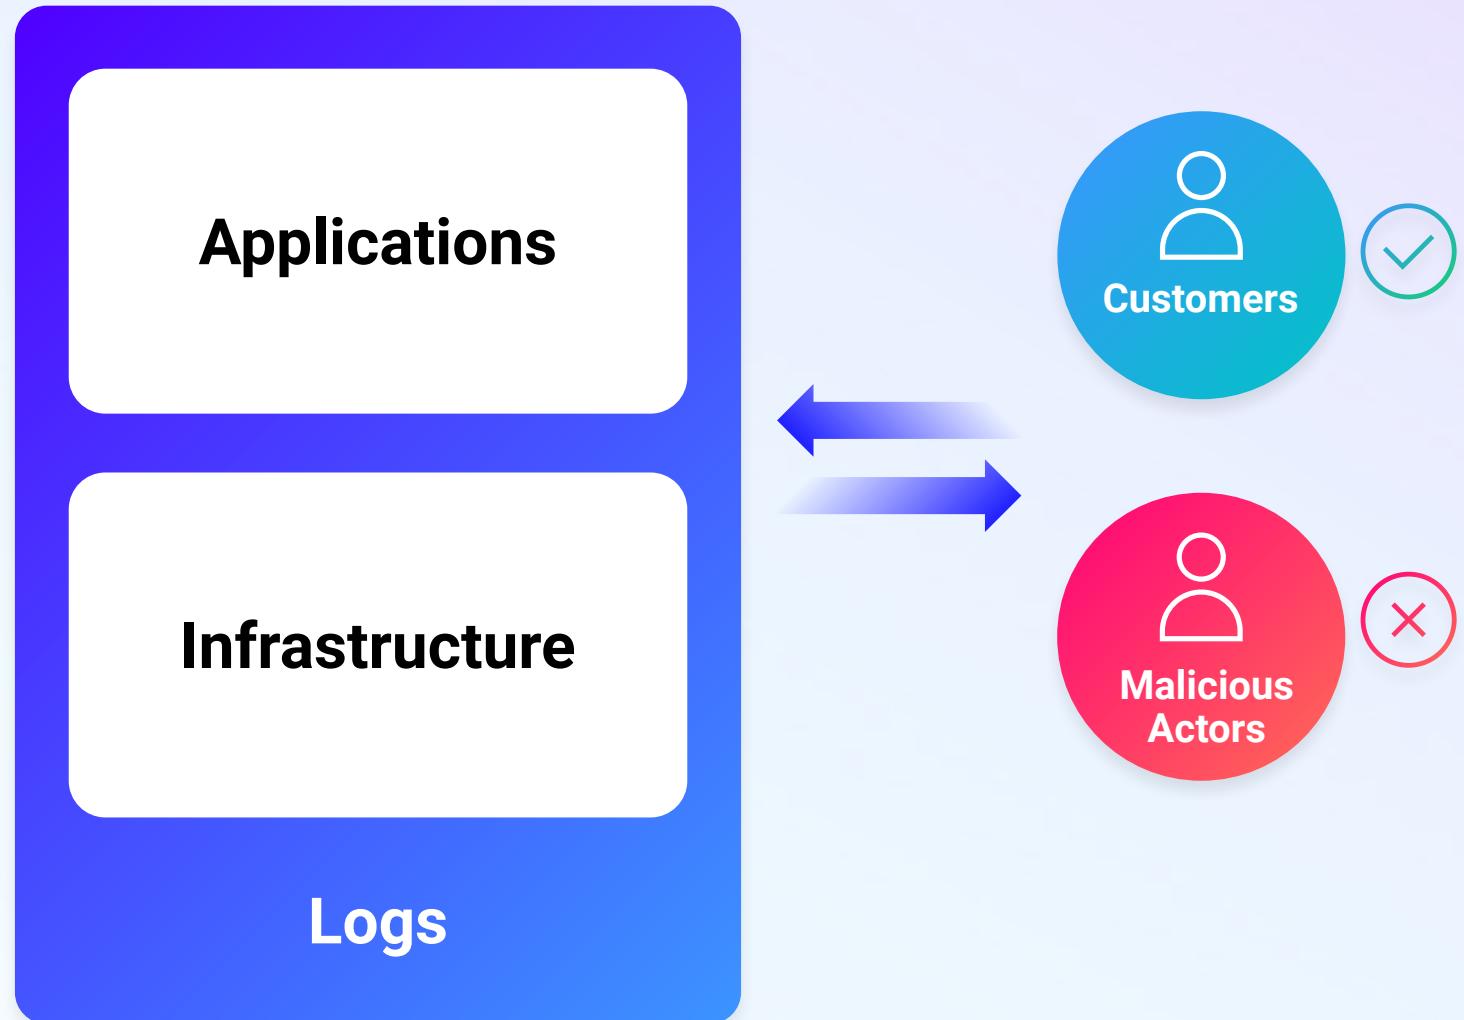 Applications
Infrastructure
Logs
Customers
Malicious
Actors